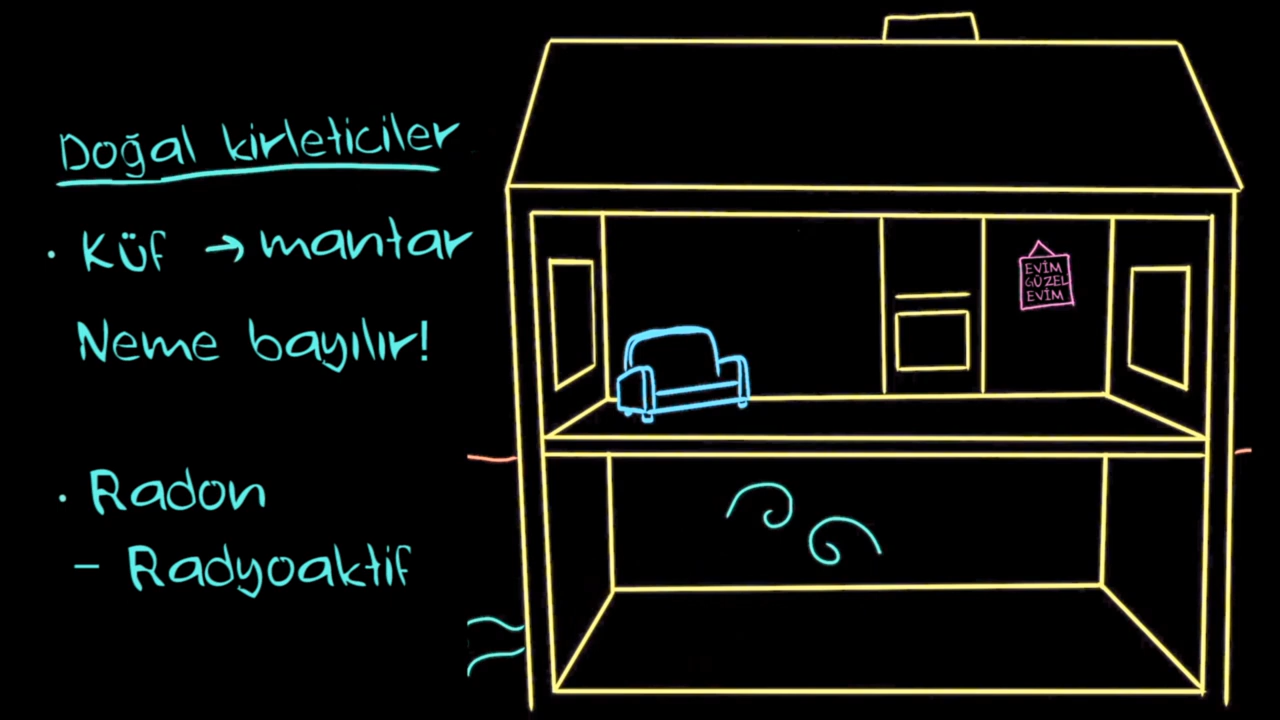 Doğal kirleticiler
· Küf → mantar
Neme bayılır!
· Radon
- Radyoaktif
EVİM
GÜZEL
EVİM